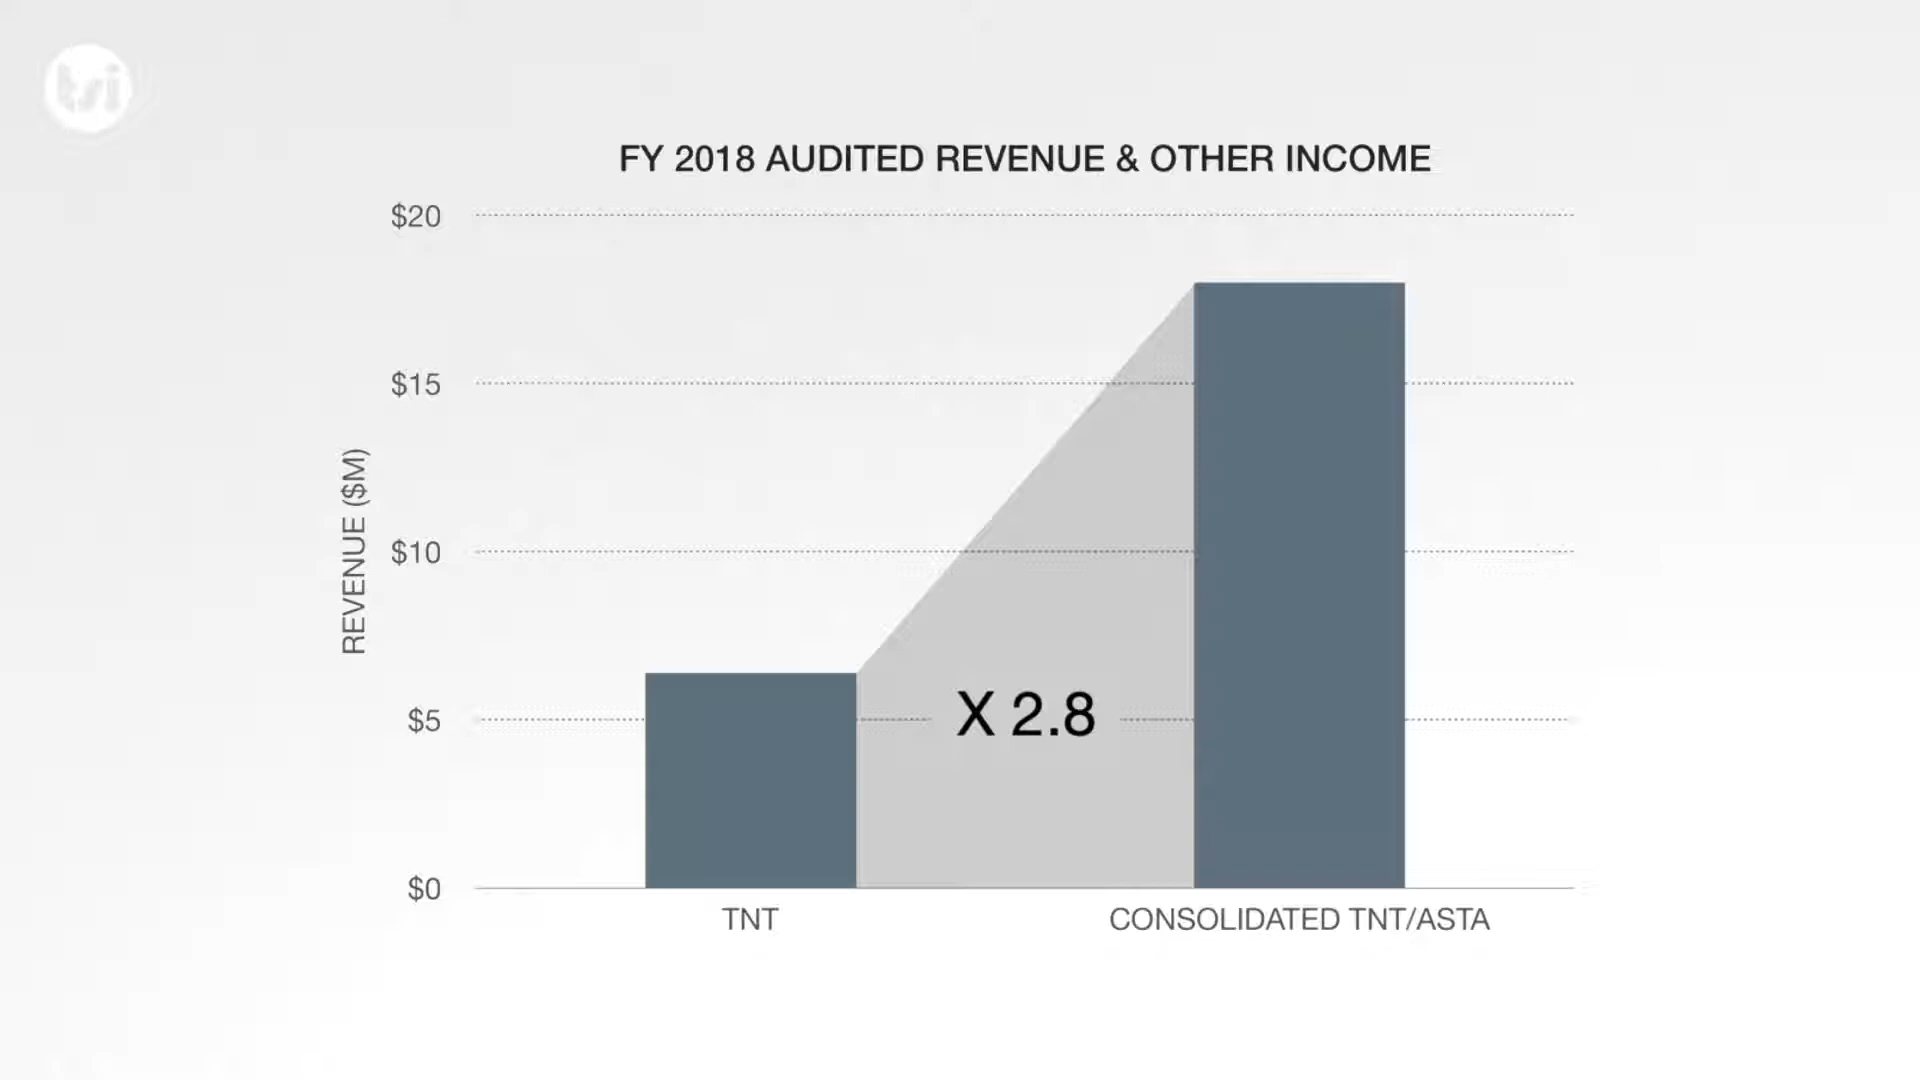 FY 2018 AUDITED REVENUE & OTHER INCOME
REVENUE ($M)
$20
$15
$10
$5
$0
X 2.8
TNT
CONSOLIDATED TNT/ASTA